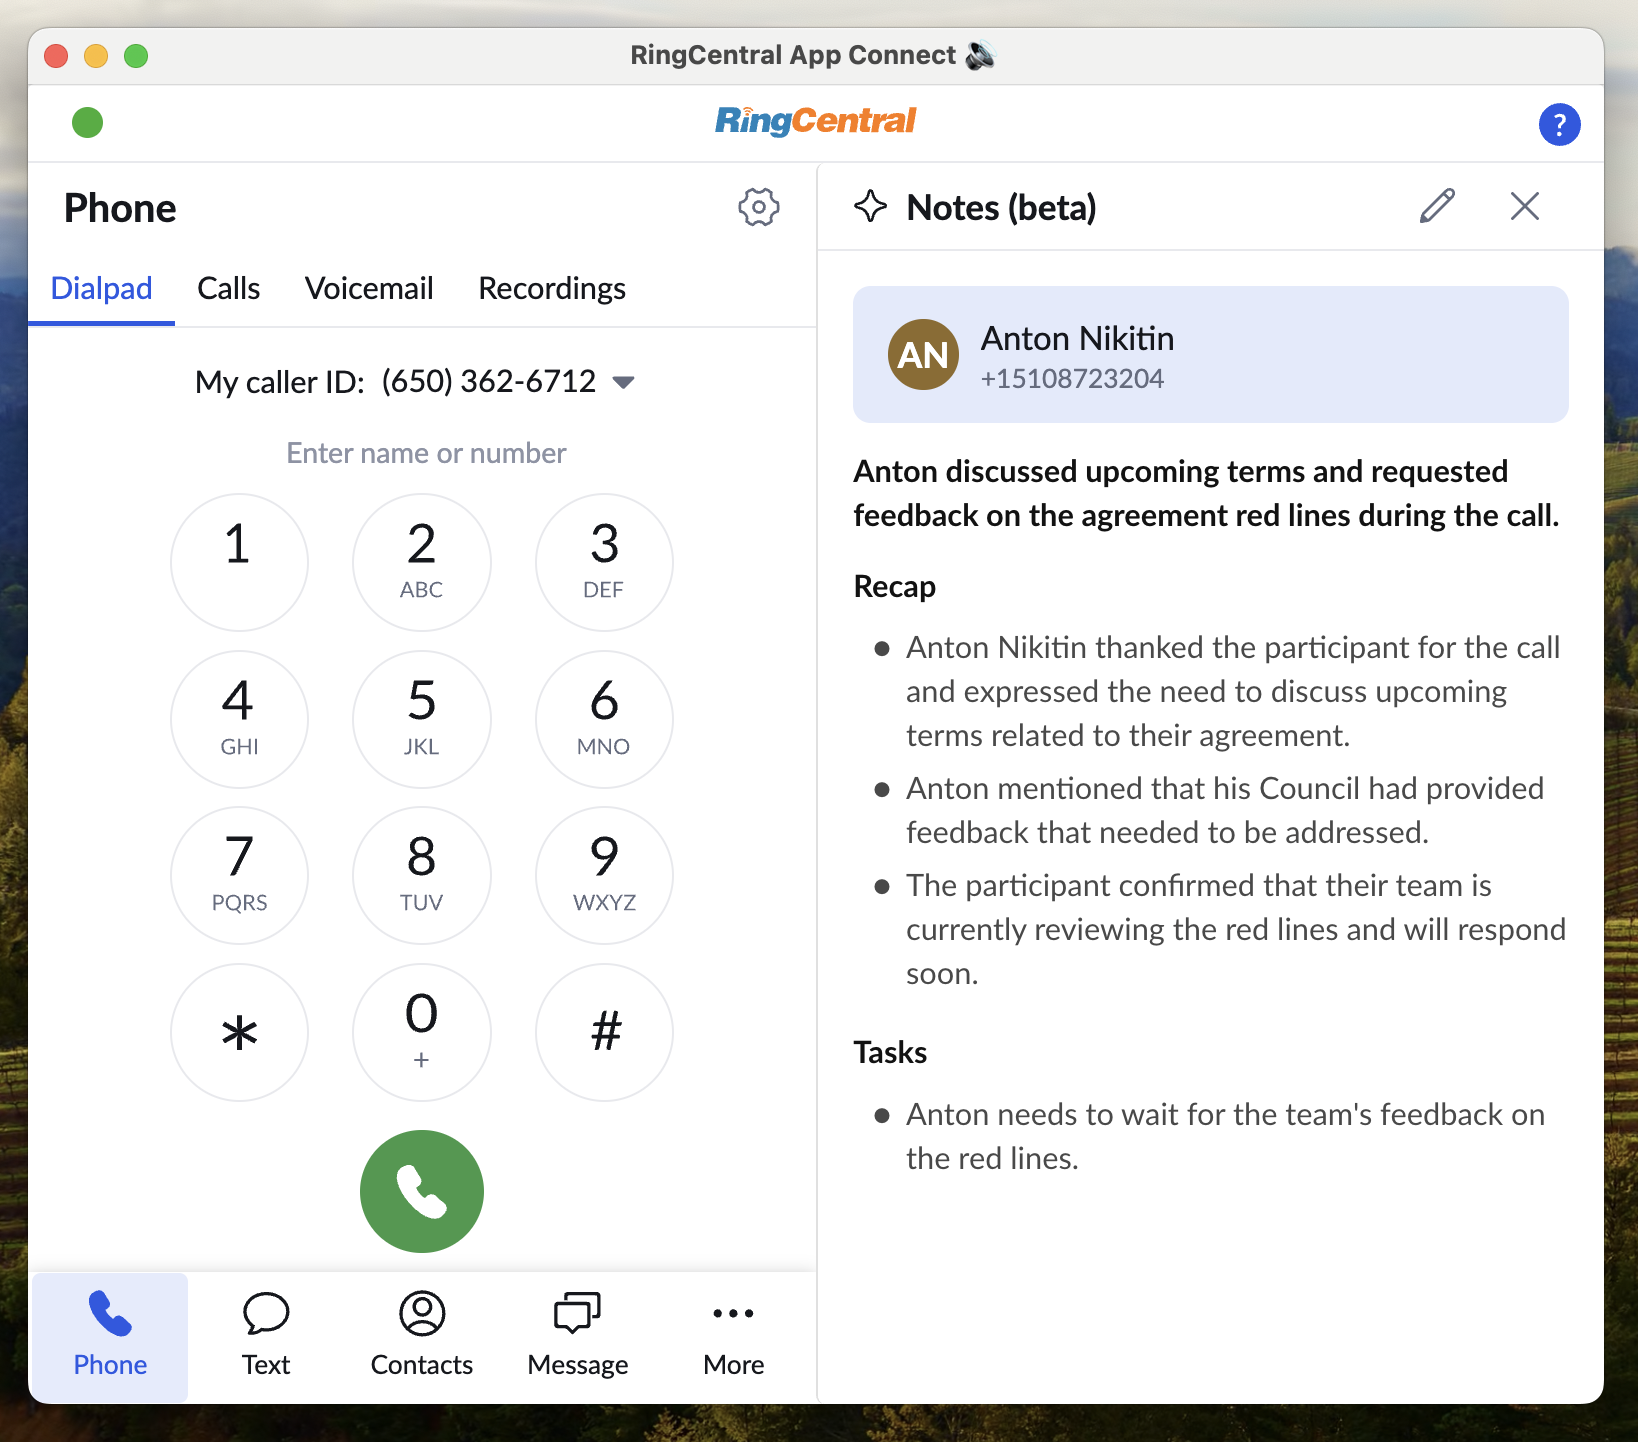 RingCentral App Connect 🔊
RingCentral
?
Phone
Dialpad Calls Voicemail Recordings
My caller ID: (650) 362-6712
Enter name or number
1
2
ABC
3
DEF
4
GHI
5
JKL
6
MNO
7
PQRS
8
TUV
9
WXYZ
*
0
+
#
Phone Text Contacts Message More
Notes (beta)
AN
Anton Nikitin
+15108723204
Anton discussed upcoming terms and requested
feedback on the agreement red lines during the call.
Recap
● Anton Nikitin thanked the participant for the call
and expressed the need to discuss upcoming
terms related to their agreement.
● Anton mentioned that his Council had provided
feedback that needed to be addressed.
● The participant confirmed that their team is
currently reviewing the red lines and will respond
soon.
Tasks
● Anton needs to wait for the team's feedback on
the red lines.